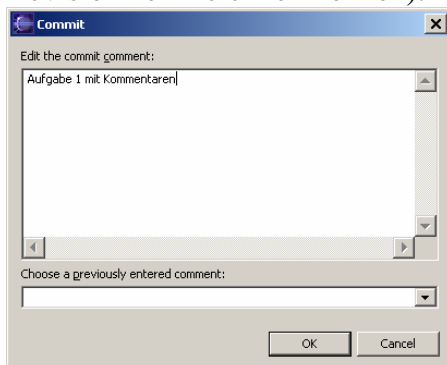 Commit
Edit the commit comment:
Aufgabe 1 mit Kommentaren
Choose a previously entered comment:
OK Cancel